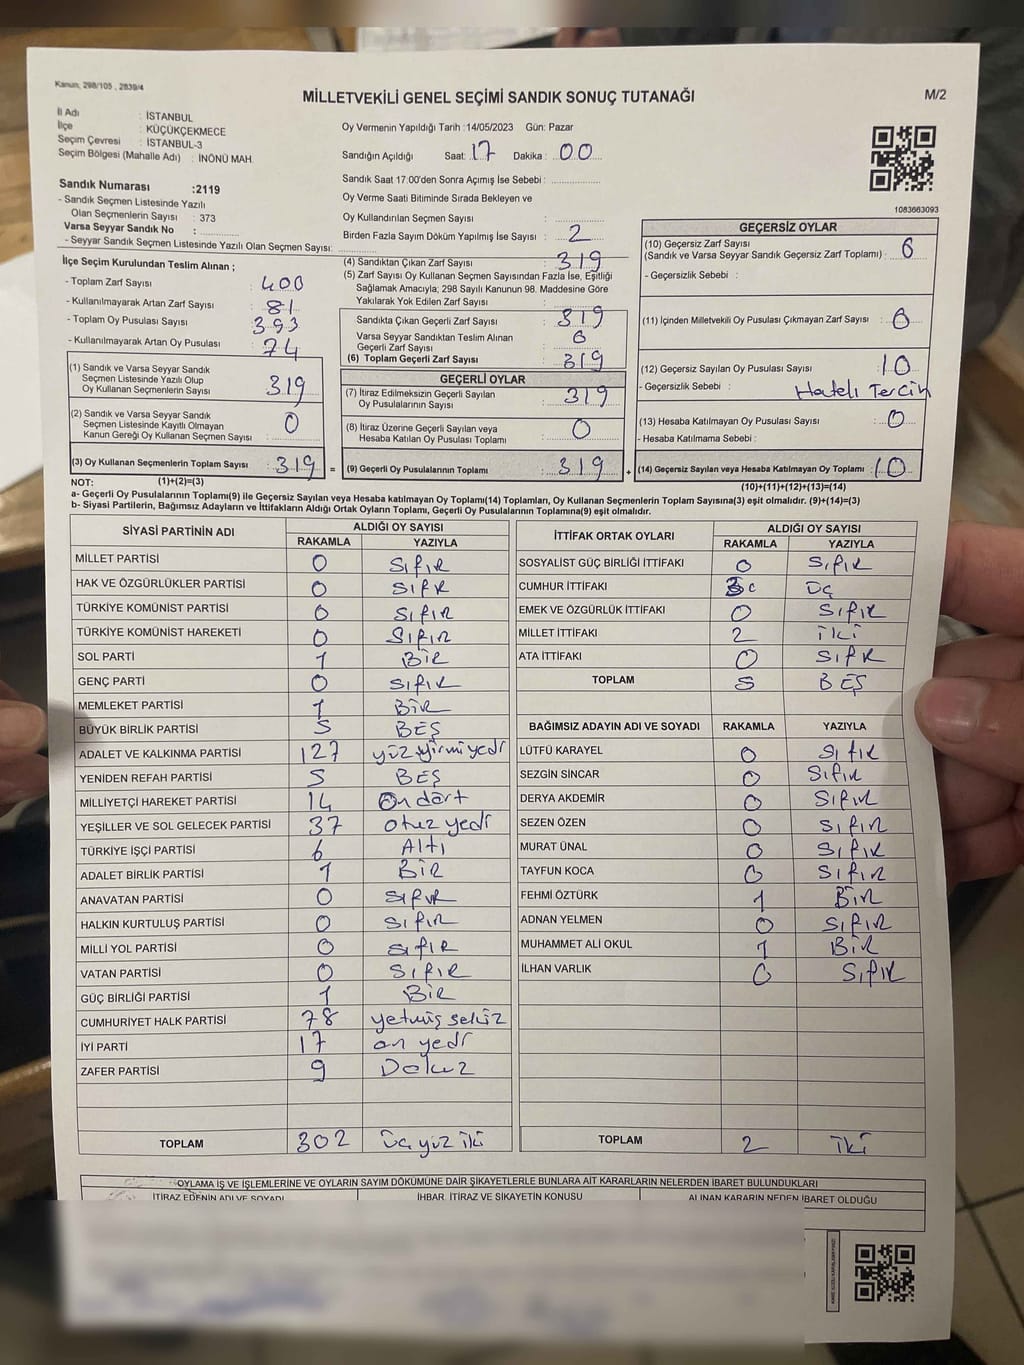 Kanun; 298/105 , 2839/4
MİLLETVEKİLİ GENEL SEÇİMİ SANDIK SONUÇ TUTANAĞI
M/2
İl Adı : İSTANBUL
İlçe : KÜÇÜKÇEKMECE
Seçim Çevresi : İSTANBUL-3
Seçim Bölgesi (Mahalle Adı) : İNÖNÜ MAH.
Oy Vermenin Yapıldığı Tarih :14/05/2023 Gün: Pazar
Sandığın Açıldığı Saat: 17 Dakika : 00
Sandık Saat 17.00'den Sonra Açımış İse Sebebi :
Oy Verme Saati Bitiminde Sırada Bekleyen ve
Oy Kullandırılan Seçmen Sayısı :
Birden Fazla Sayım Döküm Yapılmış İse Sayısı : 2
1083663093
Sandık Numarası :2119
- Sandık Seçmen Listesinde Yazılı
Olan Seçmenlerin Sayısı : 373
Varsa Seyyar Sandık No :
- Seyyar Sandık Seçmen Listesinde Yazılı Olan Seçmen Sayısı:
İlçe Seçim Kurulundan Teslim Alınan ;
- Toplam Zarf Sayısı : 400
- Kullanılmayarak Artan Zarf Sayısı : 81
- Toplam Oy Pusulası Sayısı : 393
- Kullanılmayarak Artan Oy Pusulası : 74
(4) Sandıktan Çıkan Zarf Sayısı : 319
(5) Zarf Sayısı Oy Kullanan Seçmen Sayısından Fazla İse, Eşitliği
Sağlamak Amacıyla; 298 Sayılı Kanunun 98. Maddesine Göre
Yakılarak Yok Edilen Zarf Sayısı :
Sandıkta Çıkan Geçerli Zarf Sayısı : 319
Varsa Seyyar Sandıktan Teslim Alınan
Geçerli Zarf Sayısı : 0
(6) Toplam Geçerli Zarf Sayısı : 319
GEÇERSİZ OYLAR
(10) Geçersiz Zarf Sayısı
(Sandık ve Varsa Seyyar Sandık Geçersiz Zarf Toplamı) : 0
- Geçersizlik Sebebi :
(11) İçinden Milletvekili Oy Pusulası Çıkmayan Zarf Sayısı : 0
(12) Geçersiz Sayılan Oy Pusulası Sayısı : 10
- Geçersizlik Sebebi : Hatalı Tercih
(13) Hesaba Katılmayan Oy Pusulası Sayısı : 0
- Hesaba Katılmama Sebebi :
(14) Geçersiz Sayılan veya Hesaba Katılmayan Oy Toplamı : 10
(10)+(11)+(12)+(13)=(14)
(1) Sandık ve Varsa Seyyar Sandık
Seçmen Listesinde Yazılı Olup
Oy Kullanan Seçmenlerin Sayısı : 319
(2) Sandık ve Varsa Seyyar Sandık
Seçmen Listesinde Kayıtlı Olmayan
Kanun Gereği Oy Kullanan Seçmen Sayısı : 0
(3) Oy Kullanan Seçmenlerin Toplam Sayısı : 319 =
(1)+(2)=(3)
GEÇERLİ OYLAR
(7) İtiraz Edilmeksizin Geçerli Sayılan
Oy Pusulalarının Sayısı : 319
(8) İtiraz Üzerine Geçerli Sayılan veya
Hesaba Katılan Oy Pusulası Toplamı : 0
(9) Geçerli Oy Pusulalarının Toplamı : 319 +
NOT:
a- Geçerli Oy Pusulalarının Toplamı(9) ile Geçersiz Sayılan veya Hesaba katılmayan Oy Toplamı(14) Toplamları, Oy Kullanan Seçmenlerin Toplam Sayısına(3) eşit olmalıdır. (9)+(14)=(3)
b- Siyasi Partilerin, Bağımsız Adayların ve İttifakların Aldığı Ortak Oyların Toplamı, Geçerli Oy Pusulalarının Toplamına(9) eşit olmalıdır.
SİYASİ PARTİNİN ADI ALDIĞI OY SAYISI
RAKAMLA YAZIYLA
MİLLET PARTİSİ 0 Sıfır
HAK VE ÖZGÜRLÜKLER PARTİSİ 0 Sıfır
TÜRKİYE KOMÜNİST PARTİSİ 0 Sıfır
TÜRKİYE KOMÜNİST HAREKETİ 0 Sıfır
SOL PARTİ 1 BİR
GENÇ PARTİ 0 Sıfır
MEMLEKET PARTİSİ 1 BİR
BÜYÜK BİRLİK PARTİSİ 5 BEŞ
ADALET VE KALKINMA PARTİSİ 127 yüz yirmi yedi
YENİDEN REFAH PARTİSİ 5 BEŞ
MİLLİYETÇİ HAREKET PARTİSİ 14 On dört
YEŞİLLER VE SOL GELECEK PARTİSİ 37 otuz yedi
TÜRKİYE İŞÇİ PARTİSİ 6 Altı
ADALET BİRLİK PARTİSİ 1 BİR
ANAVATAN PARTİSİ 0 Sıfır
HALKIN KURTULUŞ PARTİSİ 0 Sıfır
MİLLİ YOL PARTİSİ 0 Sıfır
VATAN PARTİSİ 0 Sıfır
GÜÇ BİRLİĞİ PARTİSİ 1 BİR
CUMHURİYET HALK PARTİSİ 78 yetmiş sekiz
İYİ PARTİ 17 on yedi
ZAFER PARTİSİ 9 Dokuz
TOPLAM 302 üç yüz iki
İTTİFAK ORTAK OYLARI ALDIĞI OY SAYISI
RAKAMLA YAZIYLA
SOSYALİST GÜÇ BİRLİĞİ İTTİFAKI 0 Sıfır
CUMHUR İTTİFAKI 3 üç
EMEK VE ÖZGÜRLÜK İTTİFAKI 0 Sıfır
MİLLET İTTİFAKI 2 iki
ATA İTTİFAKI 0 Sıfır
TOPLAM 5 BEŞ
BAĞIMSIZ ADAYIN ADI VE SOYADI RAKAMLA YAZIYLA
LÜTFÜ KARAYEL 0 Sıfır
SEZGİN SİNCAR 0 Sıfır
DERYA AKDEMİR 0 Sıfır
SEZEN ÖZEN 0 Sıfır
MURAT ÜNAL 0 Sıfır
TAYFUN KOCA 0 Sıfır
FEHMİ ÖZTÜRK 1 BİR
ADNAN YELMEN 0 Sıfır
MUHAMMET ALİ OKUL 1 BİR
İLHAN VARLIK 0 Sıfır
TOPLAM 2 iki
OYLAMA İŞ VE İŞLEMLERİNE VE OYLARIN SAYIM DÖKÜMÜNE DAİR ŞİKAYETLERLE BUNLARA AİT KARARLARIN NELERDEN İBARET BULUNDUKLARI
İTİRAZ EDENİN ADI VE SOYADI İHBAR, İTİRAZ VE ŞİKAYETİN KONUSU ALINAN KARARIN NEDEN İBARET OLDUĞU